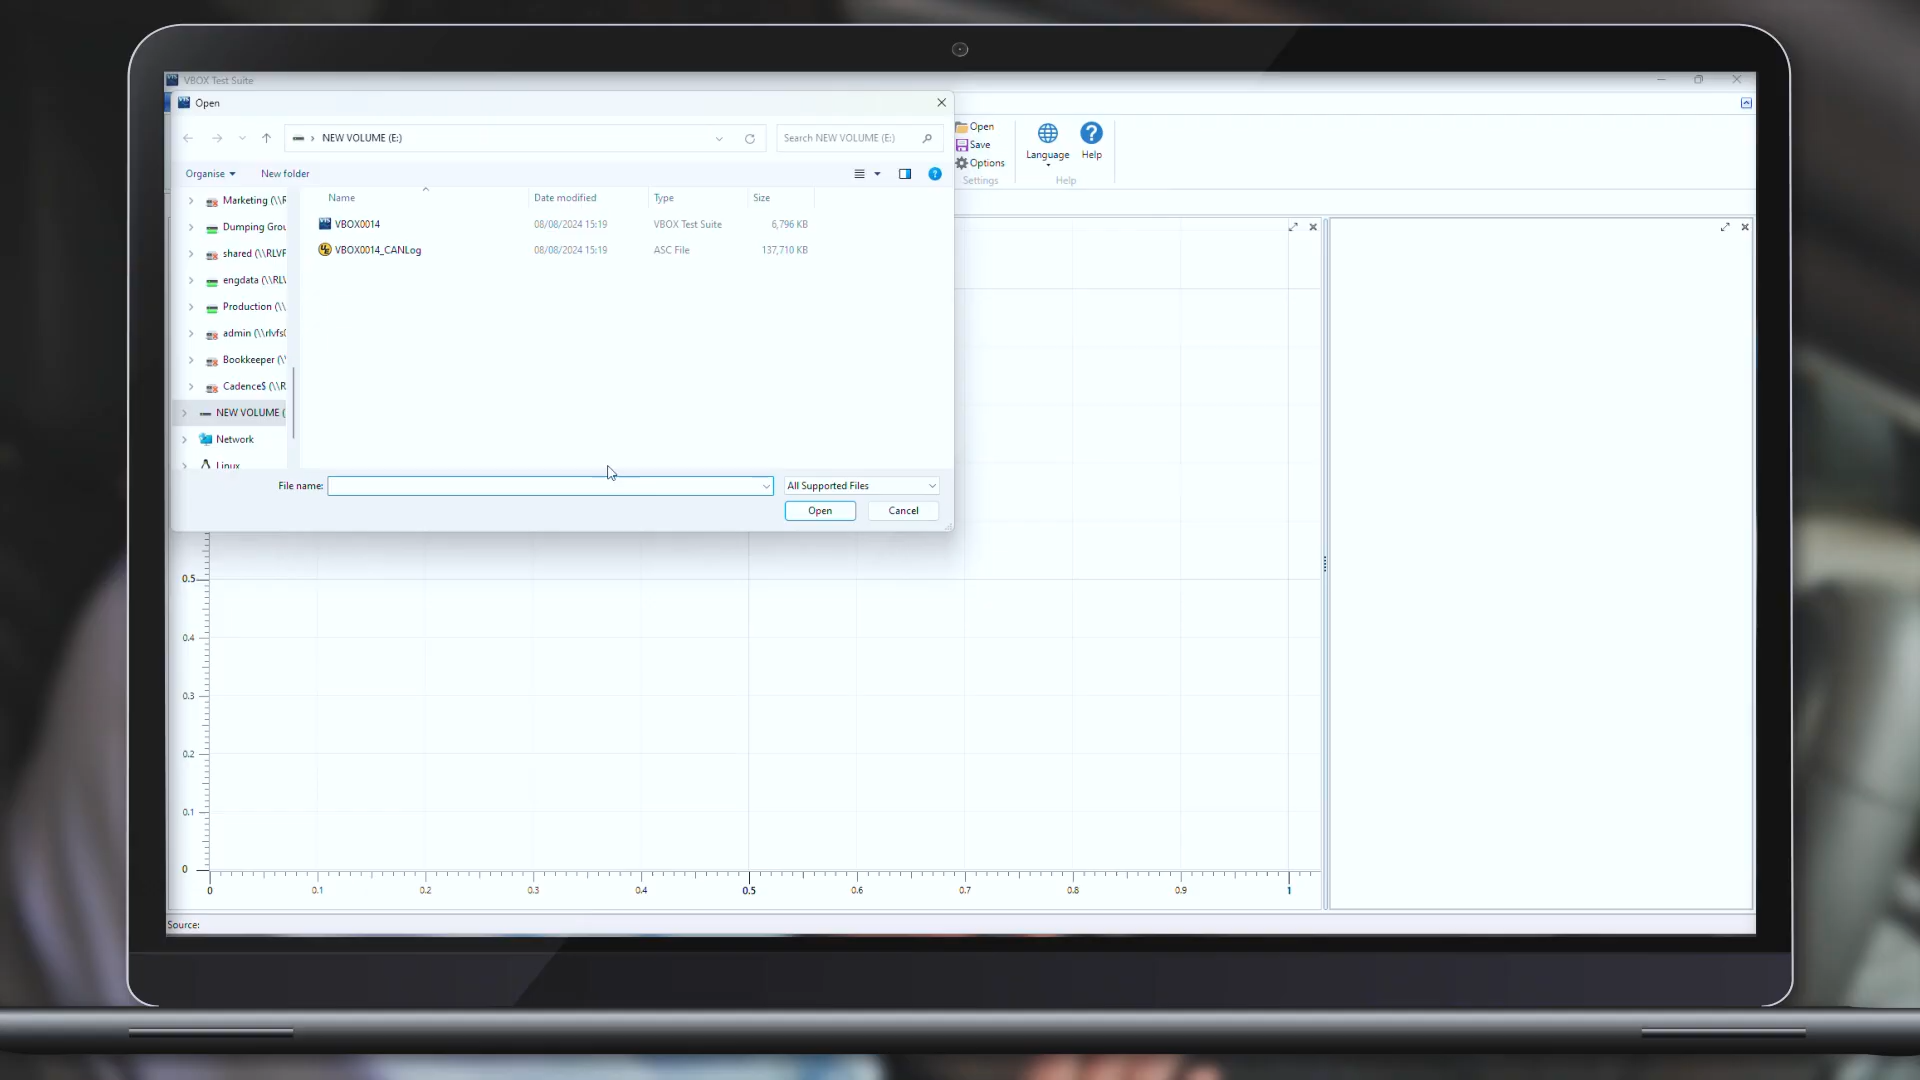 VBOX Test Suite
Open
NEW VOLUME (E:)
Search NEW VOLUME (E:)
Organise
New folder
Name
Date modified
Type
Size
Marketing (\\R
Dumping Grou
shared (\\RLVF
engdata (\\RL
Production (\\
admin (\\rlvfs
Bookkeeper (\
Cadence$ (\\R
NEW VOLUME (
Network
Linux
VBOX0014
08/08/2024 15:19
VBOX Test Suite
6,796 KB
VBOX0014_CANLog
08/08/2024 15:19
ASC File
137,710 KB
File name:
All Supported Files
Open
Cancel
Open
Save
Options
Settings
Language
Help
Help
0.5
0.4
0.3
0.2
0.1
0
0
0.1
0.2
0.3
0.4
0.5
0.6
0.7
0.8
0.9
1
Source: